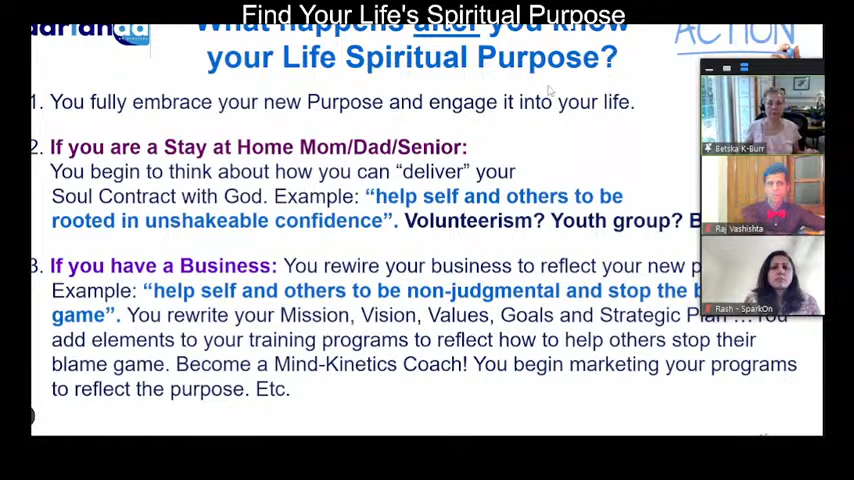 Find Your Life's Spiritual Purpose
What happens after you know
your Life Spiritual Purpose?
ACTION
1. You fully embrace your new Purpose and engage it into your life.
2. If you are a Stay at Home Mom/Dad/Senior:
You begin to think about how you can “deliver” your
Soul Contract with God. Example: “help self and others to be
rooted in unshakeable confidence”. Volunteerism? Youth group? B
3. If you have a Business: You rewire your business to reflect your new p
Example: “help self and others to be non-judgmental and stop the b
game”. You rewrite your Mission, Vision, Values, Goals and Strategic Plan ...You
add elements to your training programs to reflect how to help others stop their
blame game. Become a Mind-Kinetics Coach! You begin marketing your programs
to reflect the purpose. Etc.
Betska K-Burr
Raj Vashishta
Rash - SparkOn